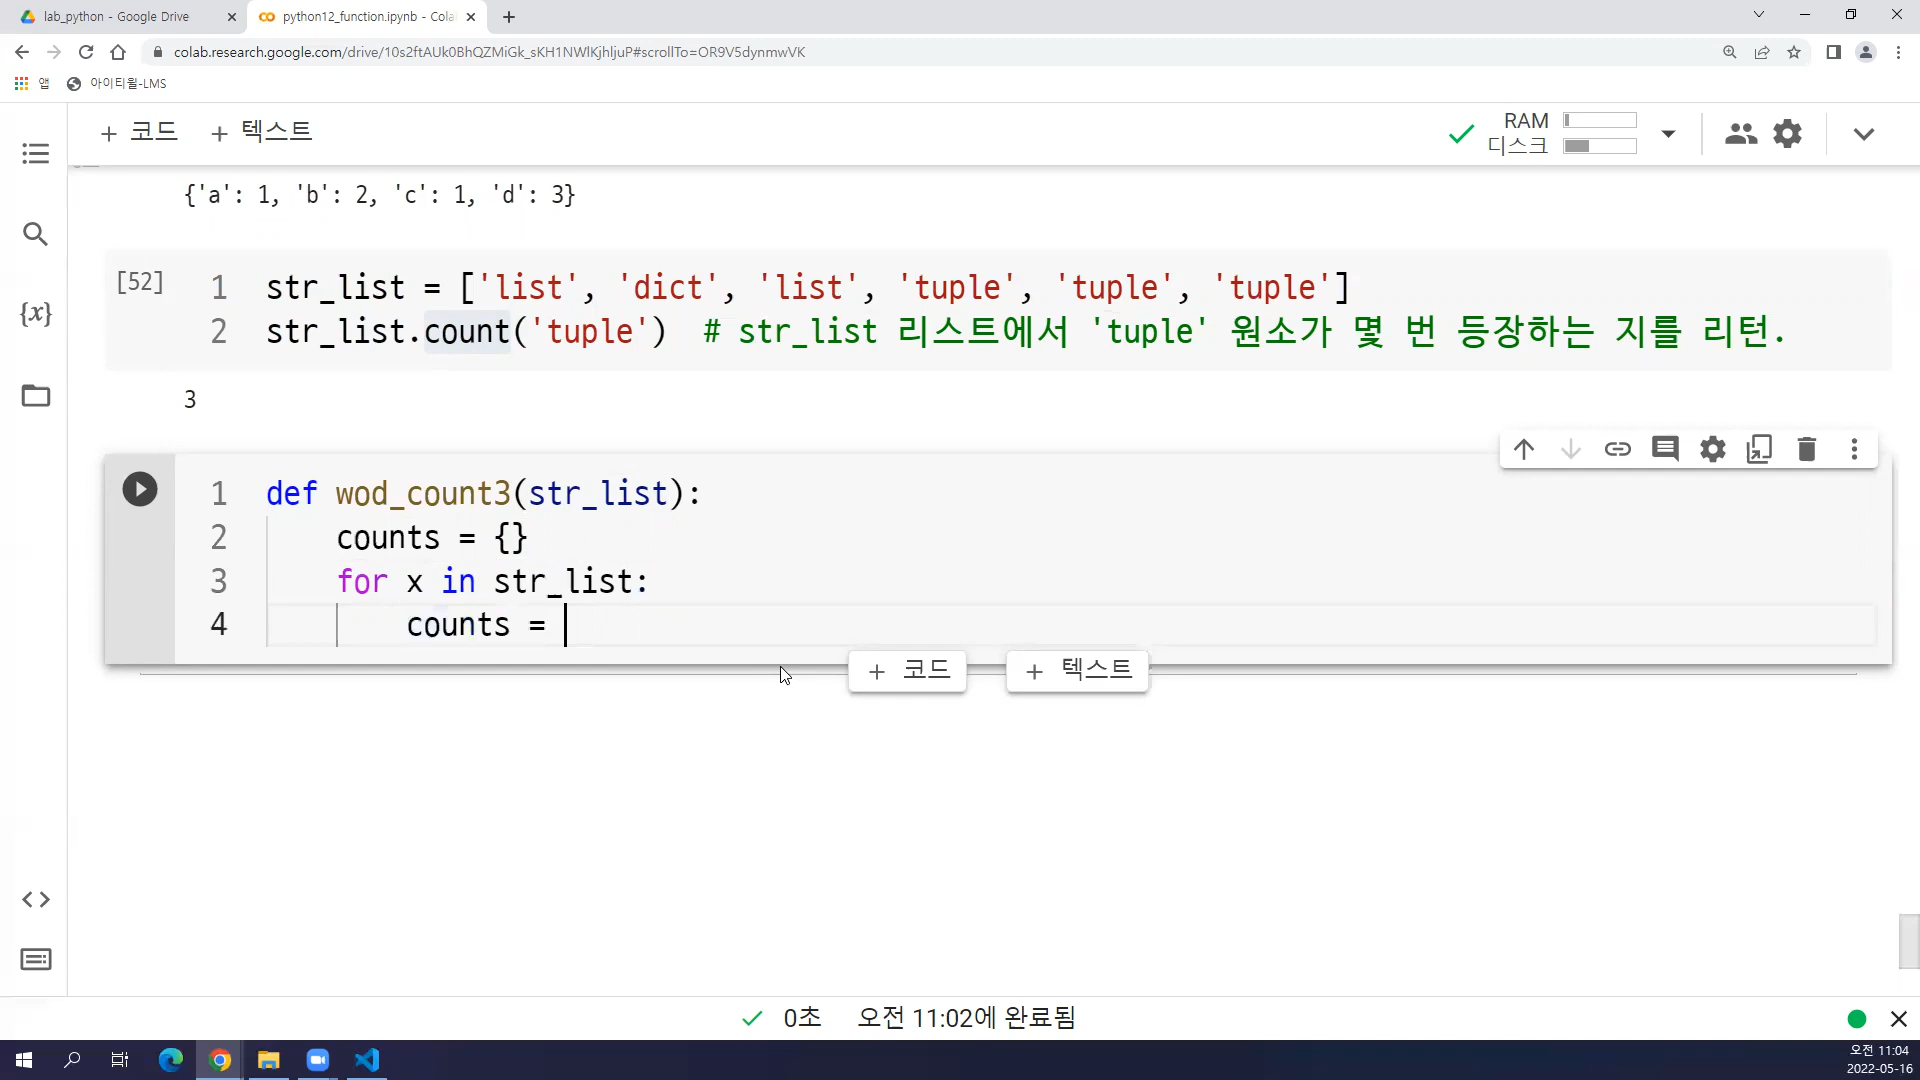 lab_python - Google Drive
python12_function.ipynb - Cola
colab.research.google.com/drive/10s2ftAUk0BhQZMiGk_sKH1NWlKjhljuP#scrollTo=OR9V5dynmwVK
앱 아이티윌-LMS
+ 코드 + 텍스트
RAM
디스크
{'a': 1, 'b': 2, 'c': 1, 'd': 3}
{x}
[52]
1 str_list = ['list', 'dict', 'list', 'tuple', 'tuple', 'tuple']
2 str_list.count('tuple') # str_list 리스트에서 'tuple' 원소가 몇 번 등장하는 지를 리턴.
3
1 def wod_count3(str_list):
2 counts = {}
3 for x in str_list:
4 counts =
+ 코드 + 텍스트
0초 오전 11:02에 완료됨
오전 11:04
2022-05-16